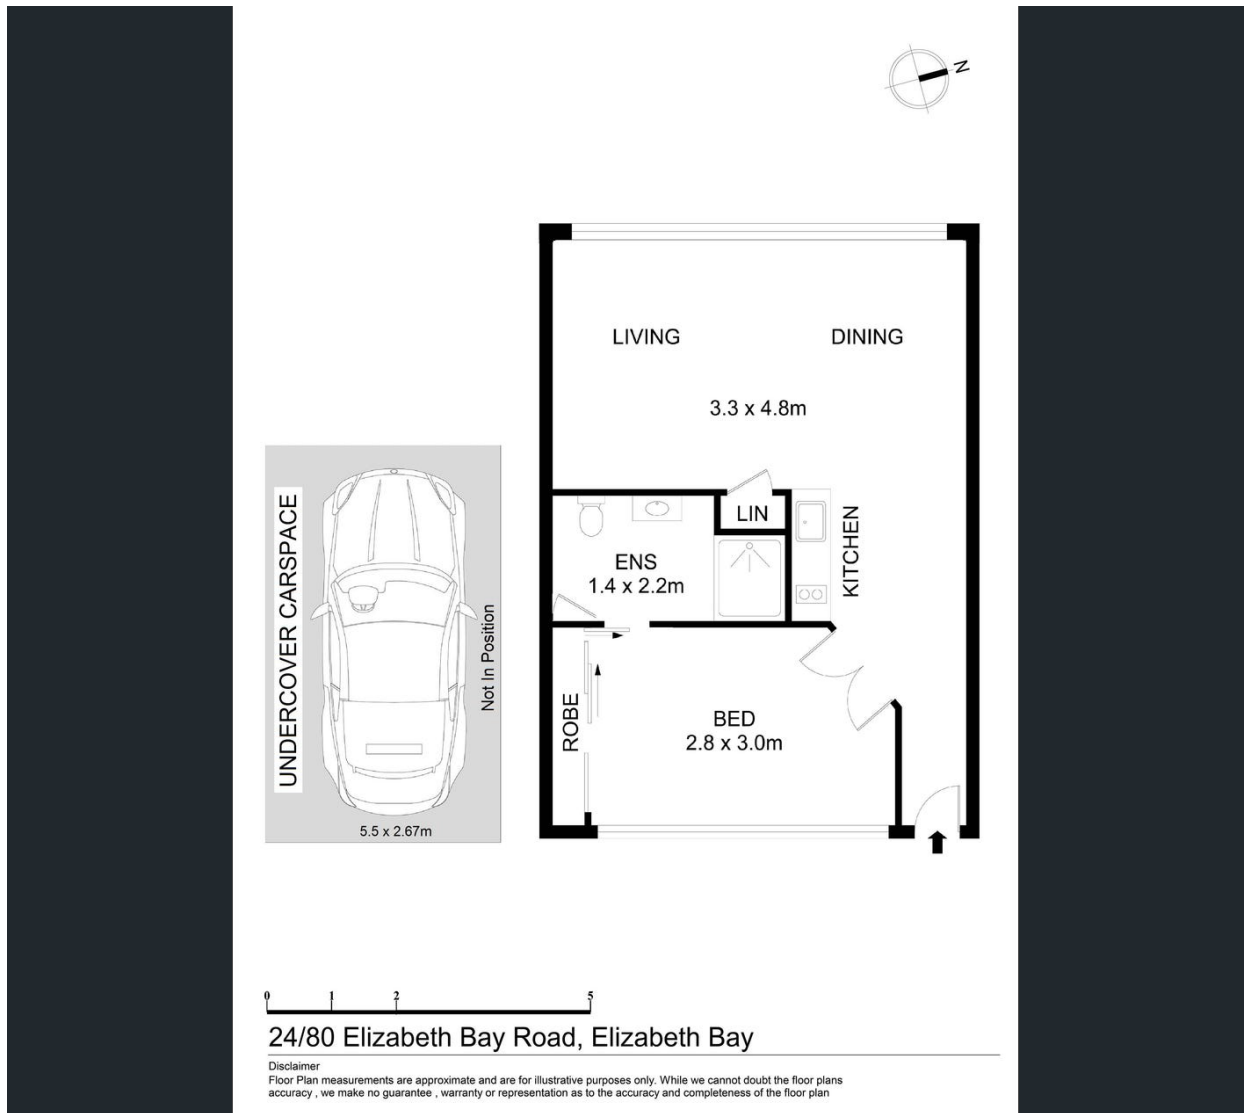 N
LIVING
DINING
3.3 x 4.8m
LIN
KITCHEN
ENS
1.4 x 2.2m
UNDERCOVER CARSPACE
Not In Position
5.5 x 2.67m
ROBE
BED
2.8 x 3.0m
0 1 2 5
24/80 Elizabeth Bay Road, Elizabeth Bay
Disclaimer
Floor Plan measurements are approximate and are for illustrative purposes only. While we cannot doubt the floor plans
accuracy , we make no guarantee , warranty or representation as to the accuracy and completeness of the floor plan